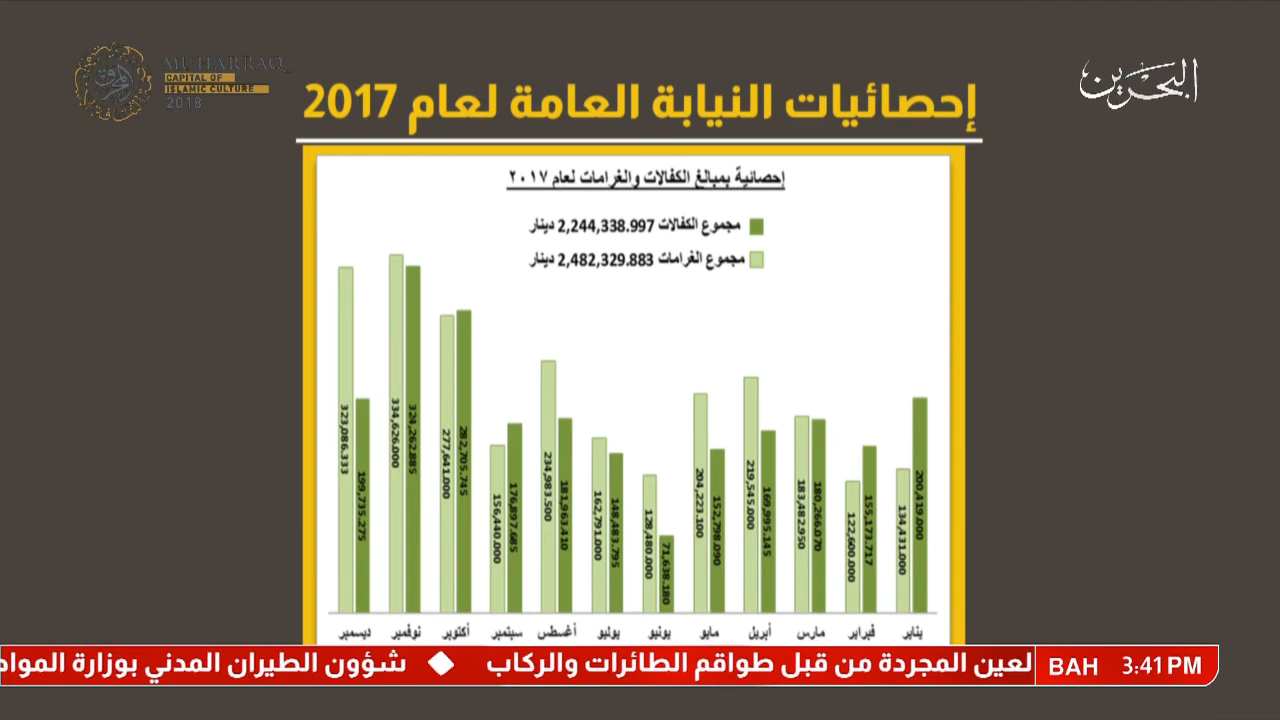 MUHARRAQ
CAPITAL OF
ISLAMIC CULTURE
2018
البحرين
إحصائيات النيابة العامة لعام 2017
إحصائية بمبالغ الكفالات والغرامات لعام ٢٠١٧
مجموع الكفالات 2,244,338.997 دينار
مجموع الغرامات 2,482,329.883 دينار
200,419.000
134,431.000
155,173.717
122,600.000
180,266.070
183,482.950
169,995.145
219,545.000
152,798.090
204,223.100
71,638.180
128,480.000
148,483.795
162,791.000
181,963.410
234,983.500
176,897.685
156,440.000
282,705.745
277,641.000
324,262.885
334,626.000
199,735.275
323,086.333
يناير فبراير مارس أبريل مايو يونيو يوليو أغسطس سبتمبر أكتوبر نوفمبر ديسمبر
لعين المجردة من قبل طواقم الطائرات والركاب ◆ شؤون الطيران المدني بوزارة المواص
BAH 3:41 PM